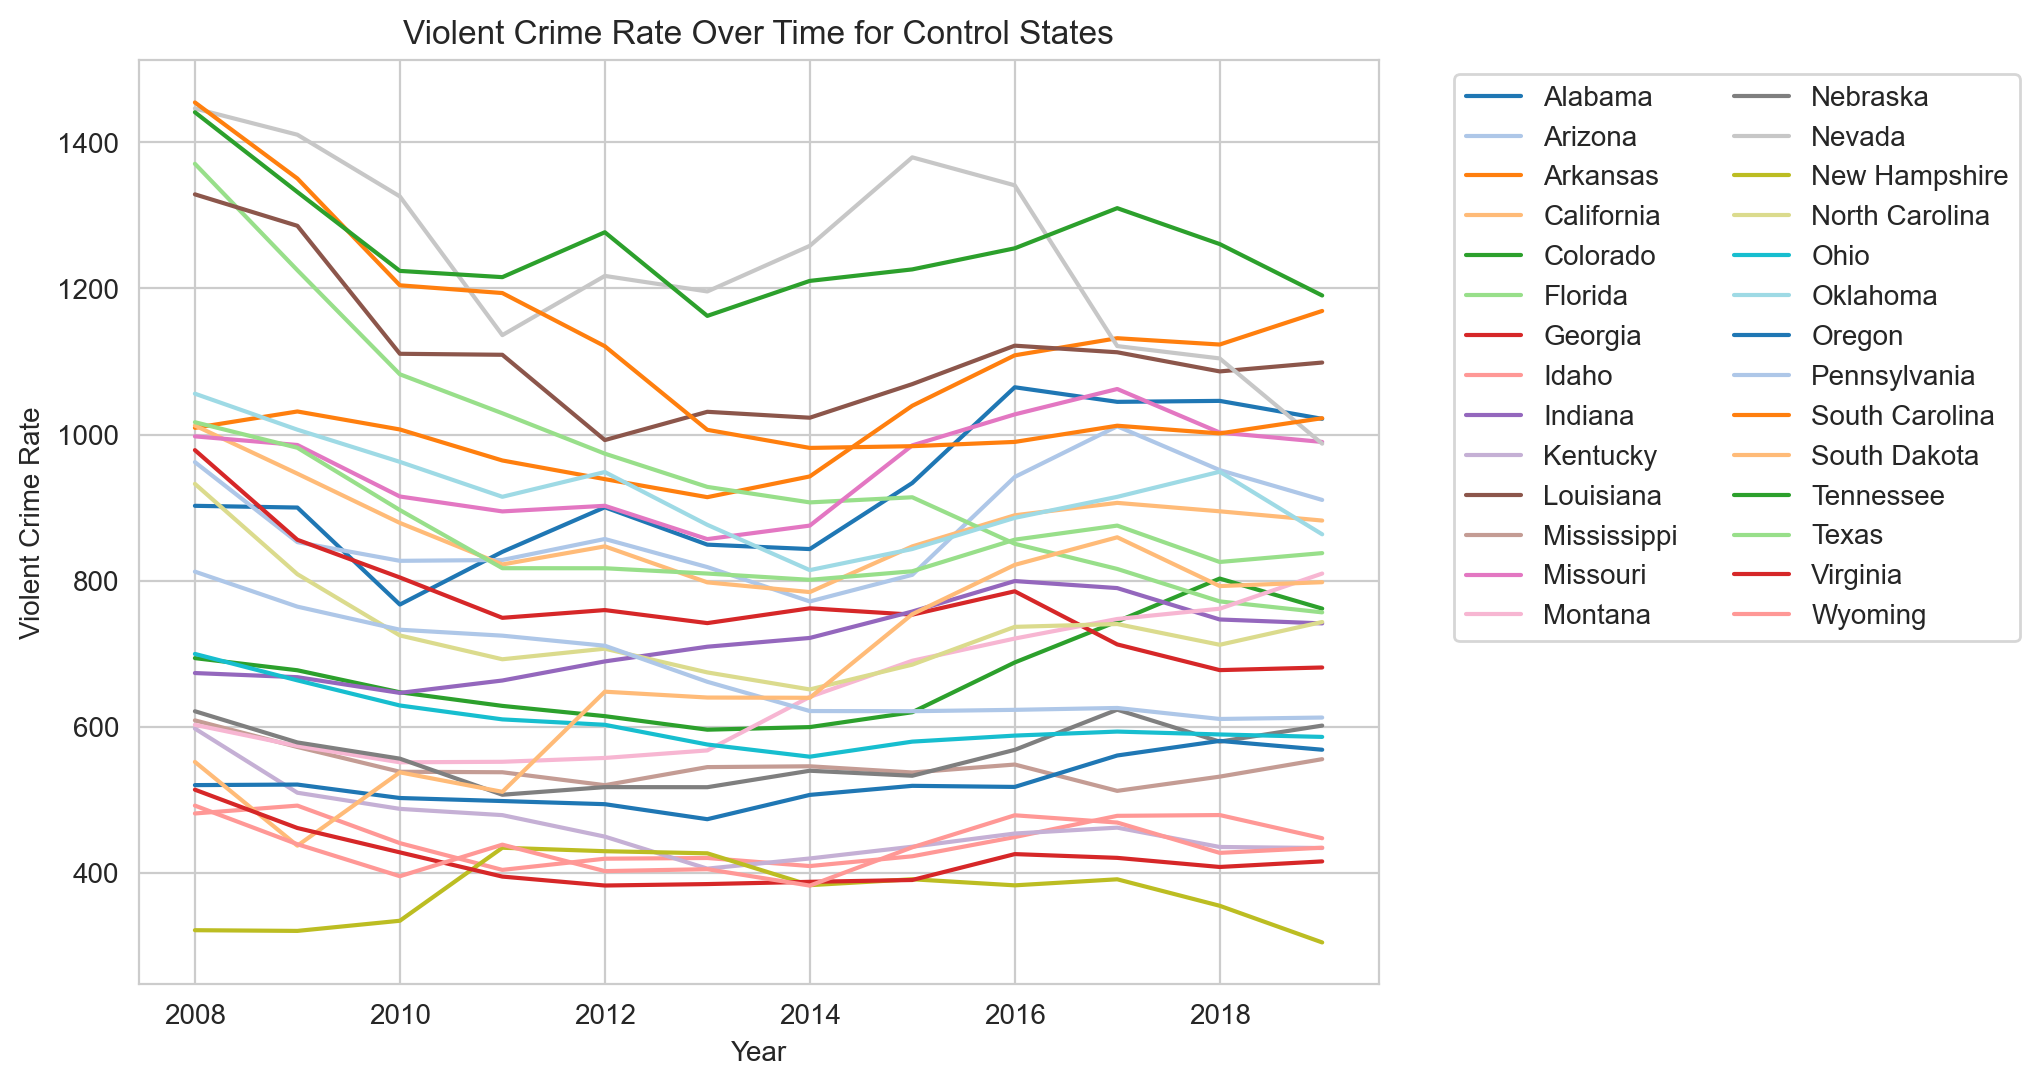 Violent Crime Rate Over Time for Control States
Violent Crime Rate
1400
1200
1000
800
600
400
2008 2010 2012 2014 2016 2018
Year
Alabama
Arizona
Arkansas
California
Colorado
Florida
Georgia
Idaho
Indiana
Kentucky
Louisiana
Mississippi
Missouri
Montana
Nebraska
Nevada
New Hampshire
North Carolina
Ohio
Oklahoma
Oregon
Pennsylvania
South Carolina
South Dakota
Tennessee
Texas
Virginia
Wyoming